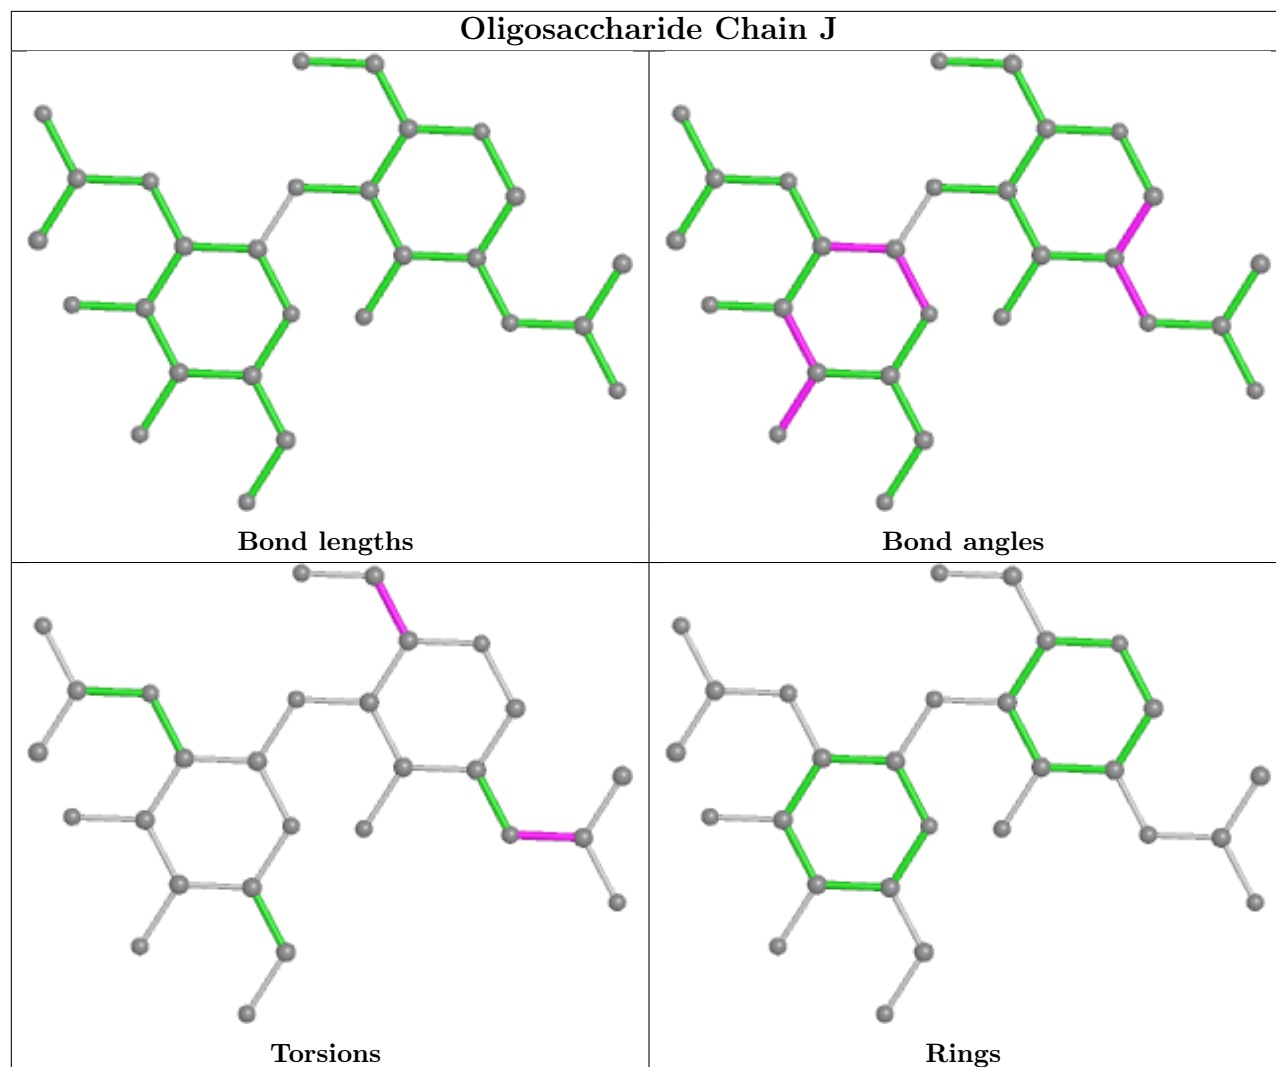 Oligosaccharide Chain J
Bond lengths
Bond angles
Torsions
Rings